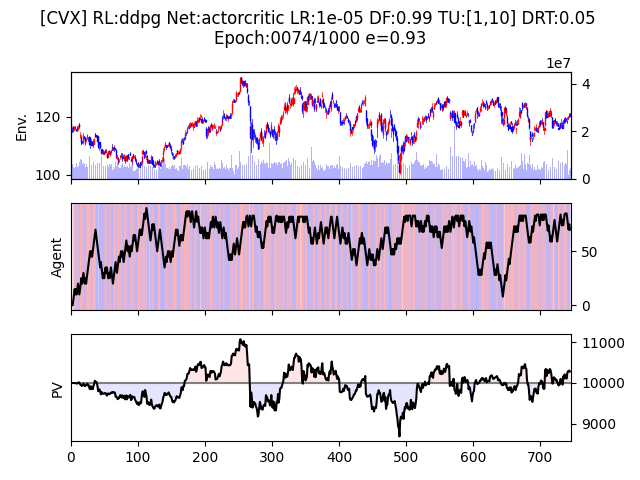 [CVX] RL:ddpg Net:actorcritic LR:1e-05 DF:0.99 TU:[1,10] DRT:0.05
Epoch:0074/1000 e=0.93
1e7
Env.
120
100
4
2
0
Agent
50
0
PV
11000
10000
9000
0 100 200 300 400 500 600 700